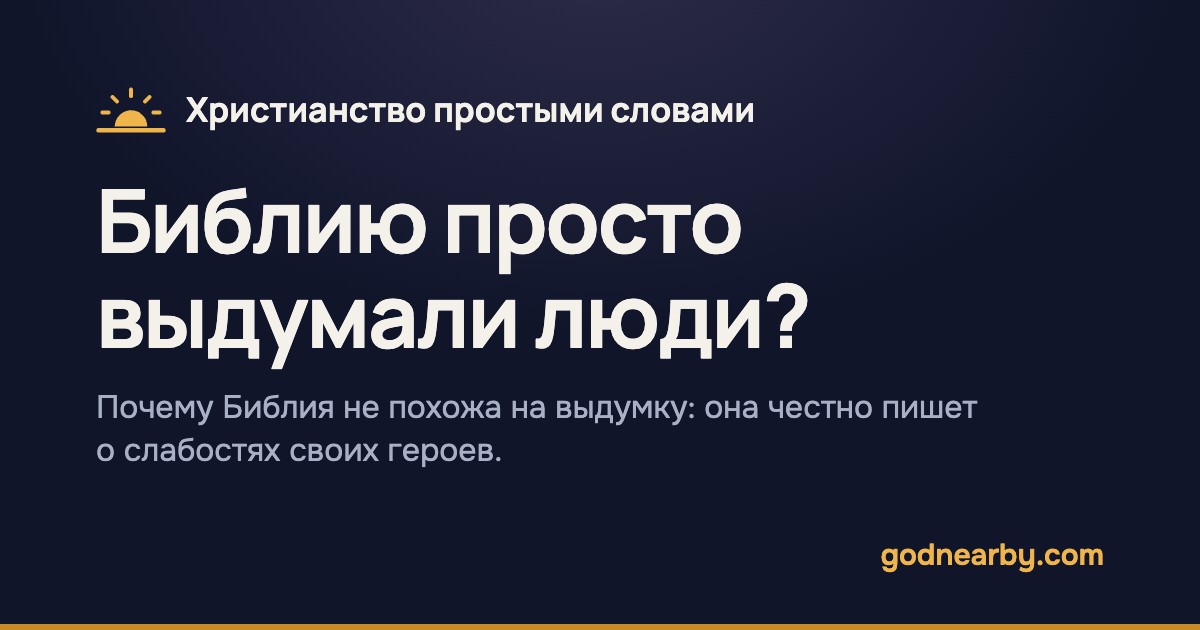 Христианство простыми словами
Библию просто
выдумали люди?
Почему Библия не похожа на выдумку: она честно пишет
о слабостях своих героев.
godnearby.com